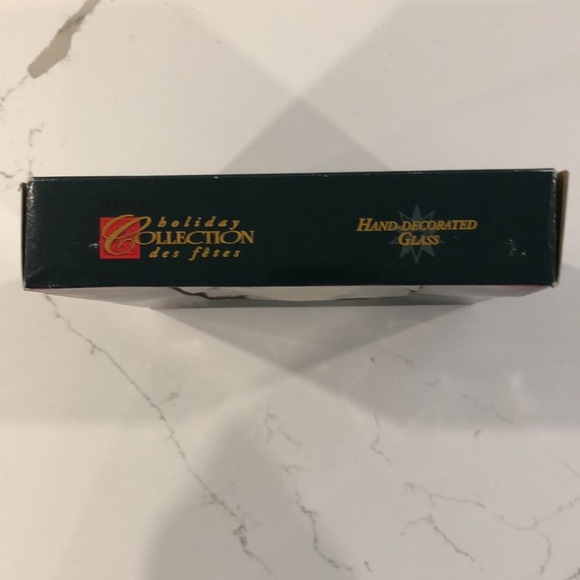 holiday
COLLECTION
des fêtes
HAND-DECORATED
GLASS